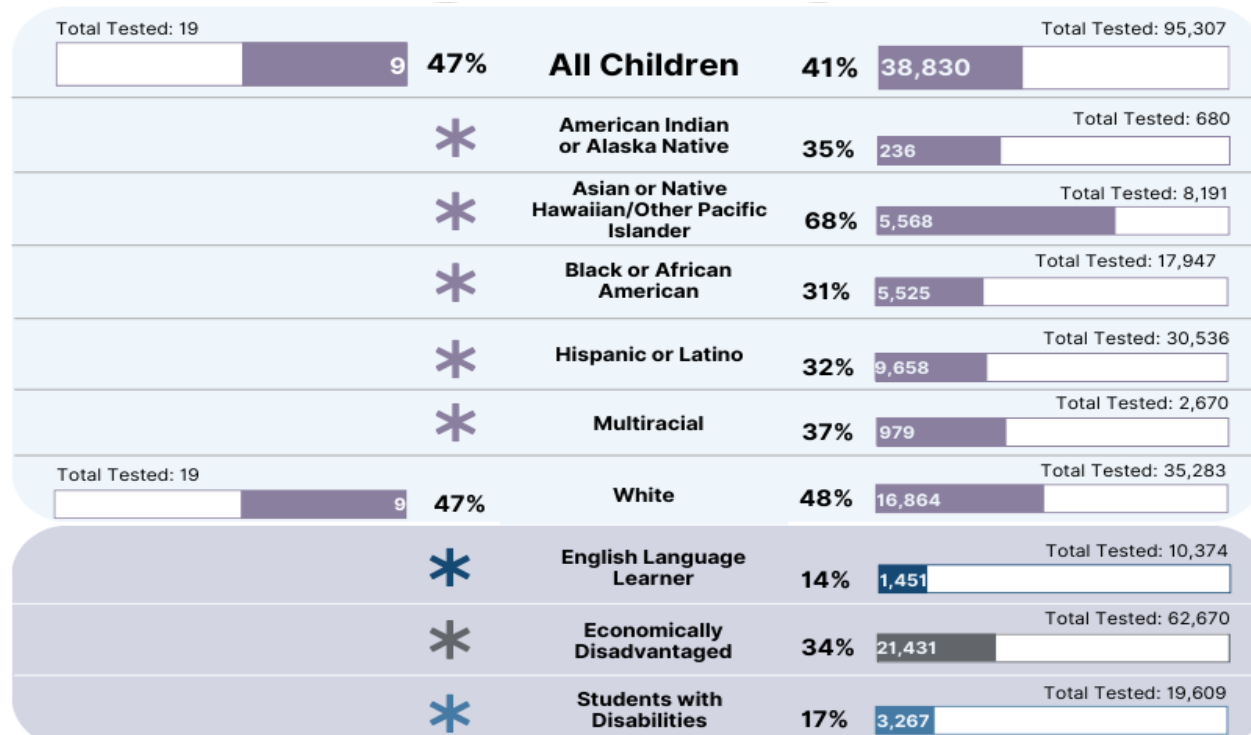 Total Tested: 19
9
47%
All Children
41%
Total Tested: 95,307
38,830
American Indian
or Alaska Native
35%
Total Tested: 680
236
Asian or Native
Hawaiian/Other Pacific
Islander
68%
Total Tested: 8,191
5,568
Black or African
American
31%
Total Tested: 17,947
5,525
Hispanic or Latino
32%
Total Tested: 30,536
9,658
Multiracial
37%
Total Tested: 2,670
979
Total Tested: 19
9
47%
White
48%
Total Tested: 35,283
16,864
English Language
Learner
14%
Total Tested: 10,374
1,451
Economically
Disadvantaged
34%
Total Tested: 62,670
21,431
Students with
Disabilities
17%
Total Tested: 19,609
3,267